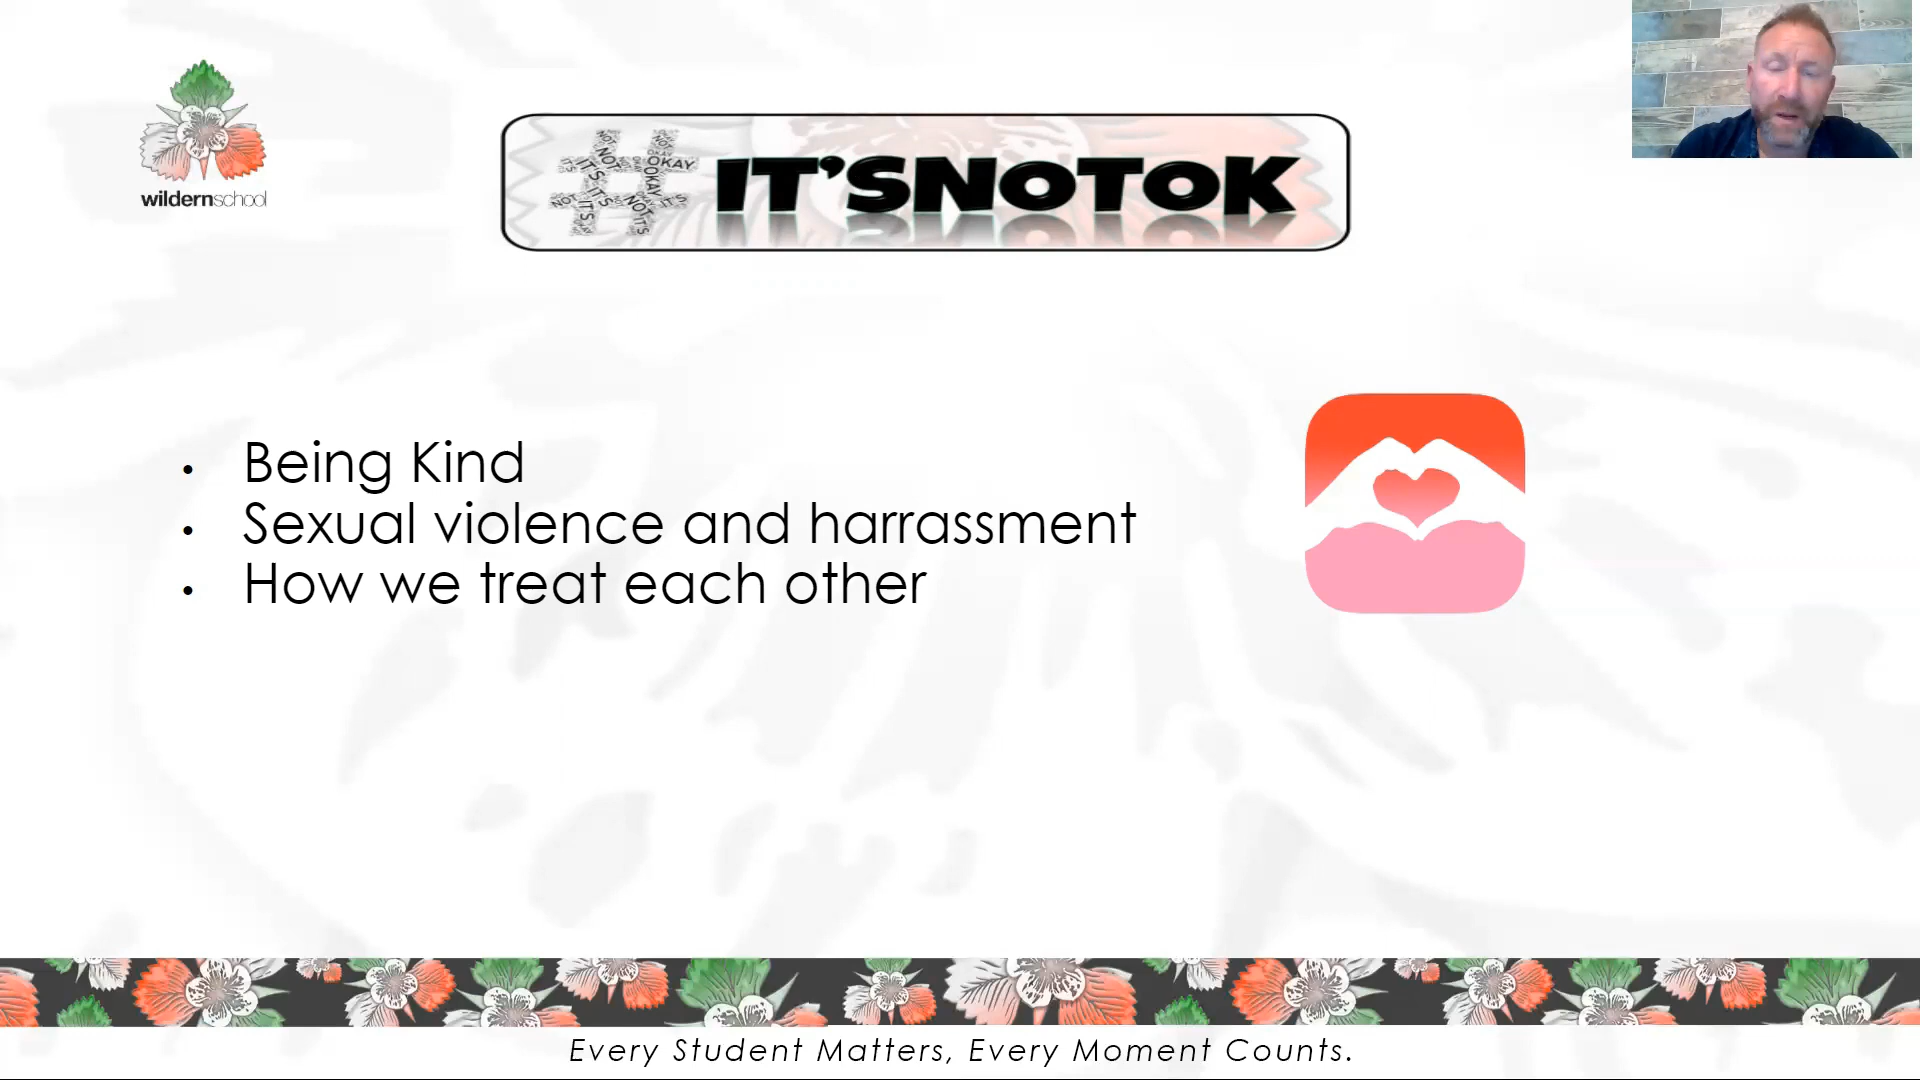 wildernschool
#IT'SNOTOK
• Being Kind
• Sexual violence and harrassment
• How we treat each other
Every Student Matters, Every Moment Counts.